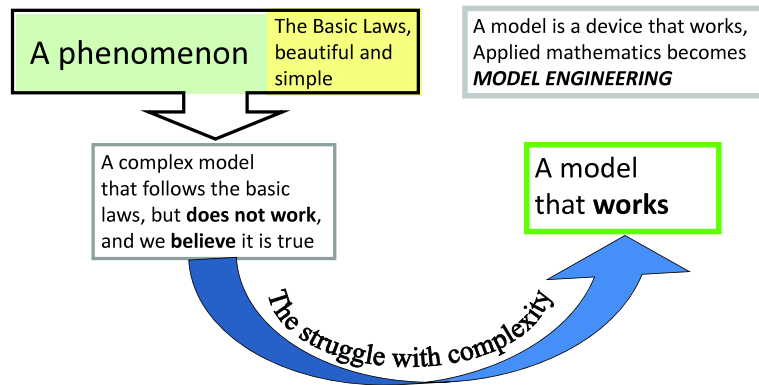 A phenomenon
The Basic Laws,
beautiful and
simple
A model is a device that works,
Applied mathematics becomes
MODEL ENGINEERING
A complex model
that follows the basic
laws, but does not work,
and we believe it is true
A model
that works
The struggle with complexity